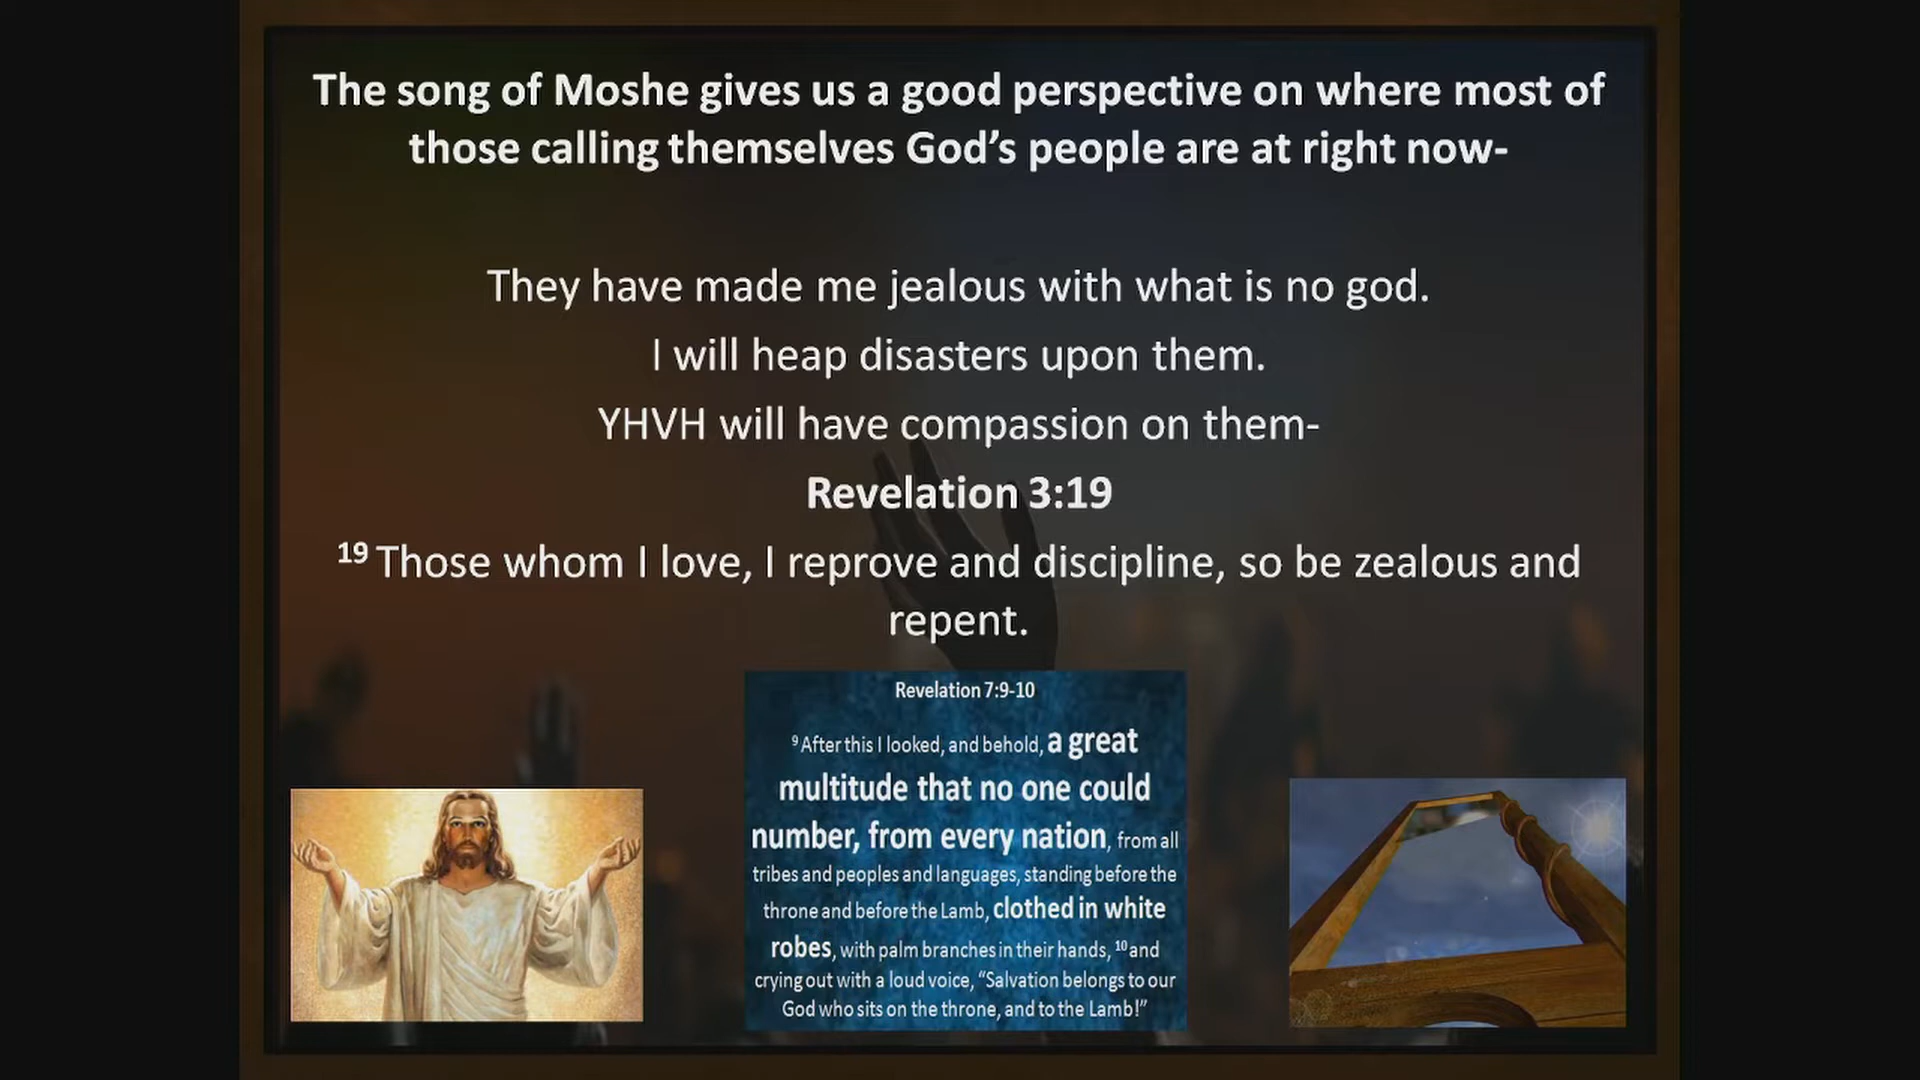 The song of Moshe gives us a good perspective on where most of
those calling themselves God’s people are at right now-
They have made me jealous with what is no god.
I will heap disasters upon them.
YHVH will have compassion on them-
Revelation 3:19
19 Those whom I love, I reprove and discipline, so be zealous and
repent.
Revelation 7:9-10
9 After this I looked, and behold, a great
multitude that no one could
number, from every nation, from all
tribes and peoples and languages, standing before the
throne and before the Lamb, clothed in white
robes, with palm branches in their hands, 10 and
crying out with a loud voice, “Salvation belongs to our
God who sits on the throne, and to the Lamb!”